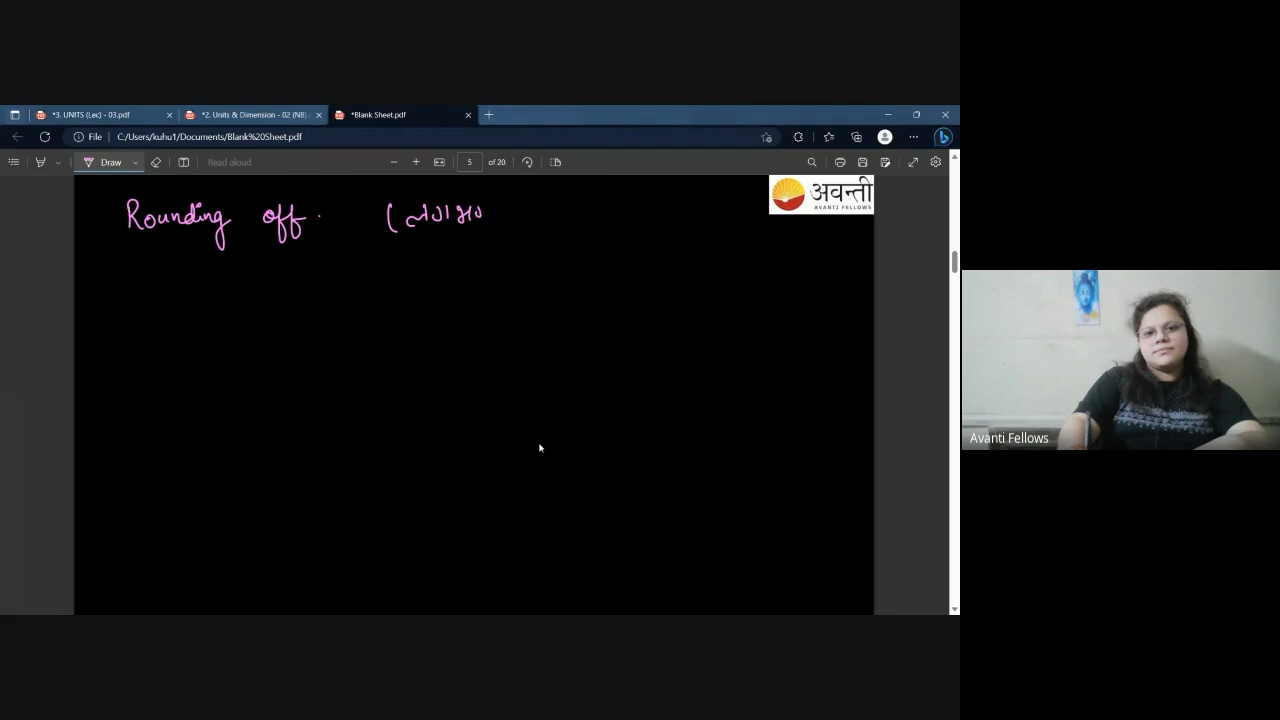 *3. UNITS (Lec) - 03.pdf
*2. Units & Dimension - 02 (NB).
*Blank Sheet.pdf
File C:/Users/kuhu1/Documents/Blank%20Sheet.pdf
Draw Read aloud 5 of 20
अवन्ती
AVANTI FELLOWS
Rounding off. (
Avanti Fellows